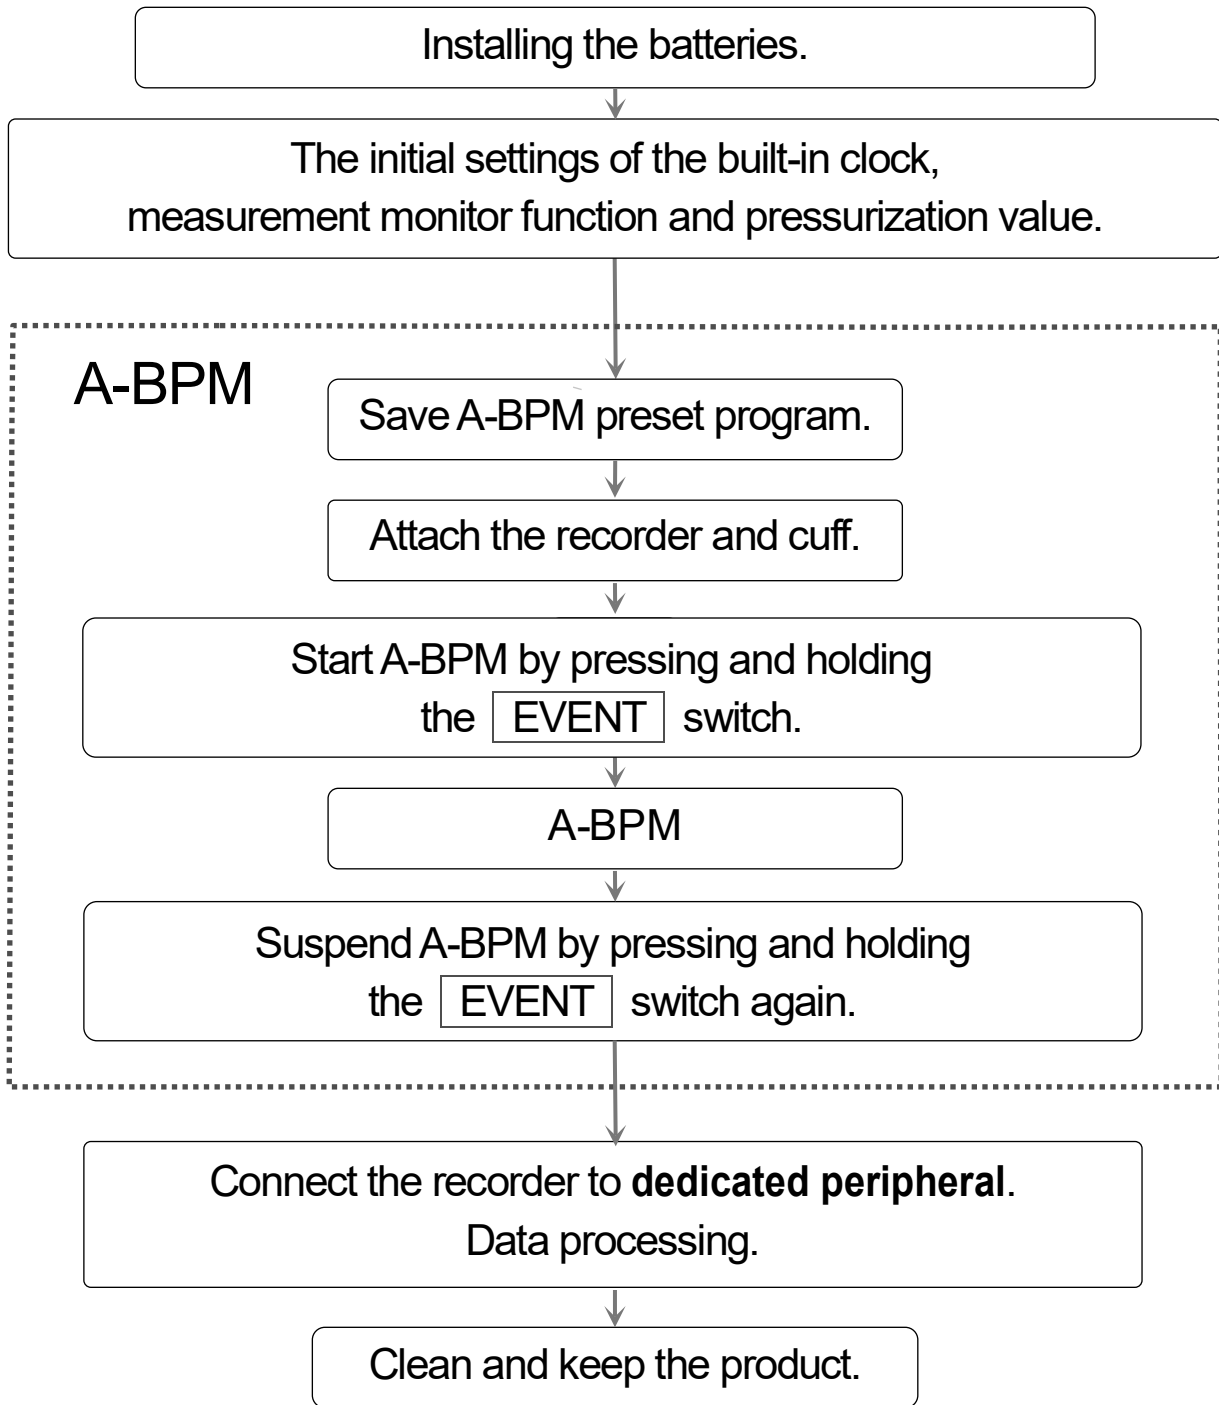 Installing the batteries.
The initial settings of the built-in clock,
measurement monitor function and pressurization value.
A-BPM
Save A-BPM preset program.
Attach the recorder and cuff.
Start A-BPM by pressing and holding
the EVENT switch.
A-BPM
Suspend A-BPM by pressing and holding
the EVENT switch again.
Connect the recorder to dedicated peripheral.
Data processing.
Clean and keep the product.